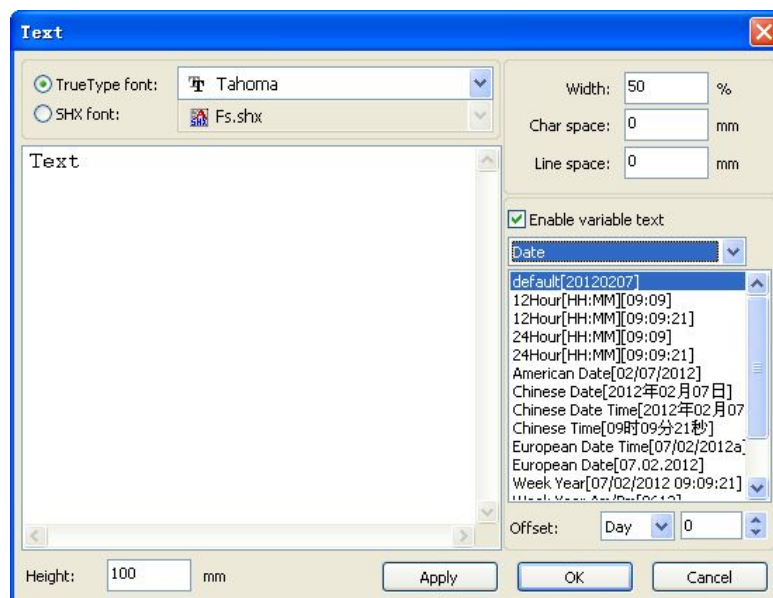 Text
TrueType font:
Tahoma
SHX font:
Fs.shx
Text
Width:
50
%
Char space:
0
mm
Line space:
0
mm
Enable variable text
Date
default[20120207]
12Hour[HH:MM][09:09]
12Hour[HH:MM][09:09:21]
24Hour[HH:MM][09:09]
24Hour[HH:MM][09:09:21]
American Date[02/07/2012]
Chinese Date[2012年02月07日]
Chinese Date Time[2012年02月07
Chinese Time[09时09分21秒]
European Date Time[07/02/2012a]
European Date[07.02.2012]
Week Year[07/02/2012 09:09:21]
Offset:
Day
0
Height:
100
mm
Apply
OK
Cancel